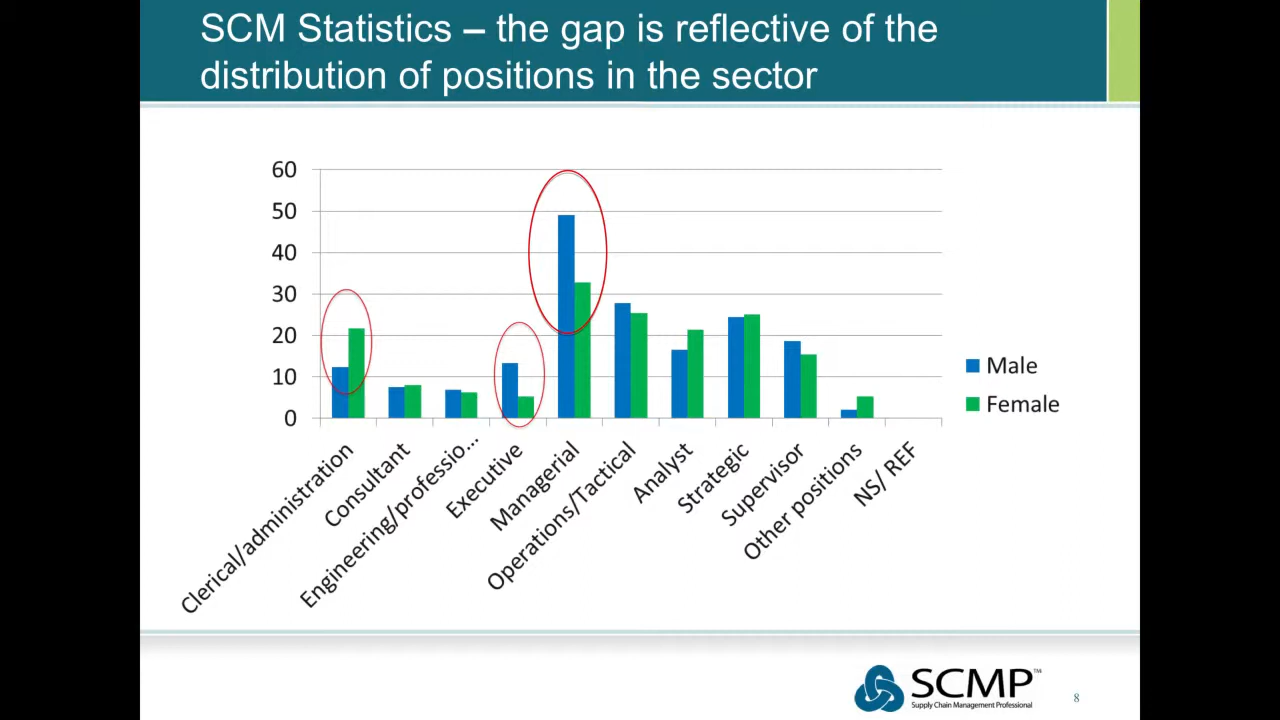 SCM Statistics – the gap is reflective of the
distribution of positions in the sector
60
50
40
30
20
10
0
Clerical/administration
Consultant
Engineering/professio...
Executive
Managerial
Operations/Tactical
Analyst
Strategic
Supervisor
Other positions
NS/ REF
Male
Female
SCMP™
Supply Chain Management Professional
8